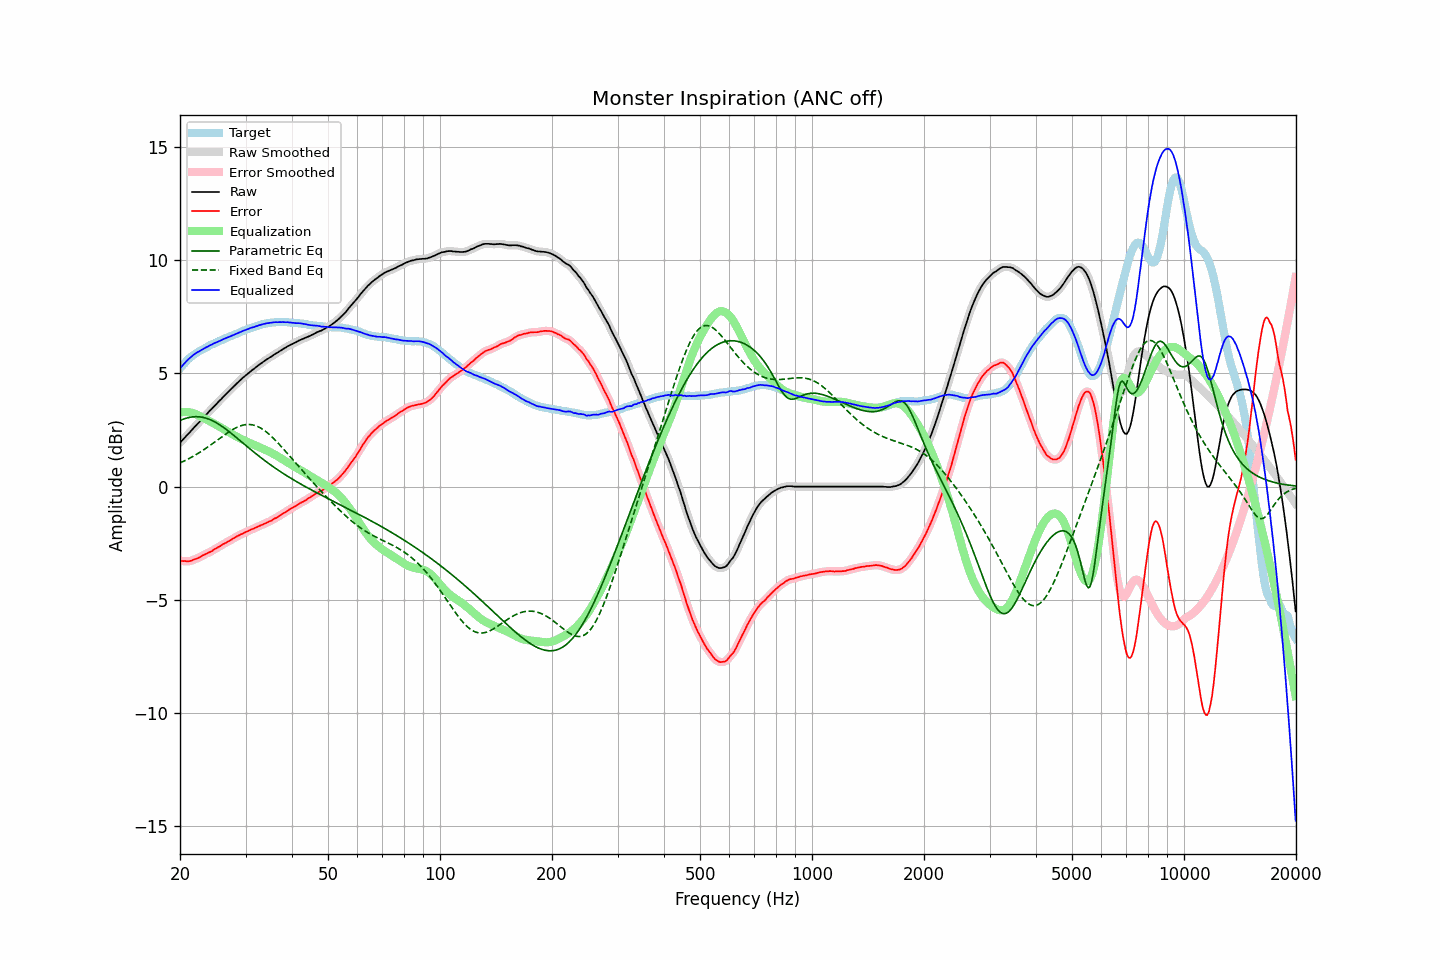 Monster Inspiration (ANC off)
Target
Raw Smoothed
Error Smoothed
Raw
Error
Equalization
Parametric Eq
Fixed Band Eq
Equalized
15
10
5
0
−5
−10
−15
Amplitude (dBr)
20 50 100 200 500 1000 2000 5000 10000 20000
Frequency (Hz)